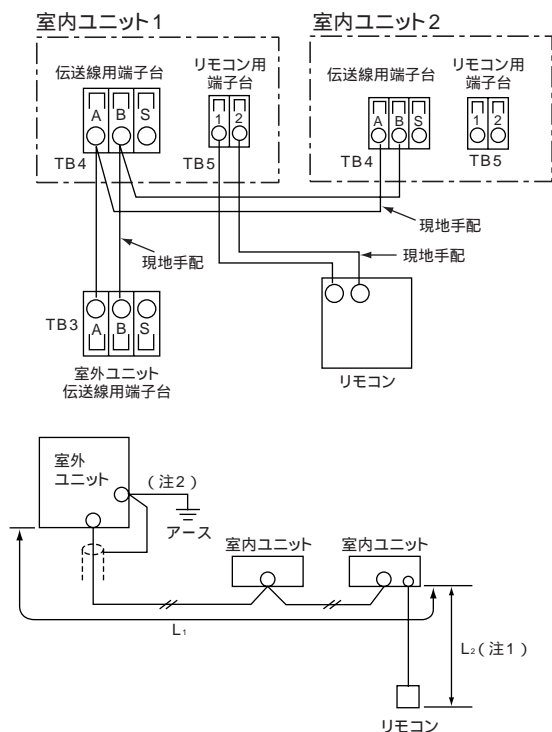 室内ユニット1
室内ユニット2
伝送線用端子台
リモコン用
端子台
伝送線用端子台
リモコン用
端子台
A B S
1 2
A B S
1 2
TB4
TB5
TB4
TB5
現地手配
現地手配
現地手配
TB3
A B S
室外ユニット
伝送線用端子台
リモコン
室外
ユニット
(注2)
アース
室内ユニット
室内ユニット
L₁
L₂(注1)
リモコン